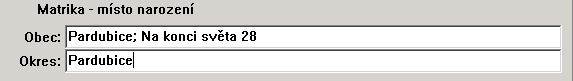 Matrika - místo narození
Obec: Pardubice; Na konci světa 28
Okres: Pardubice